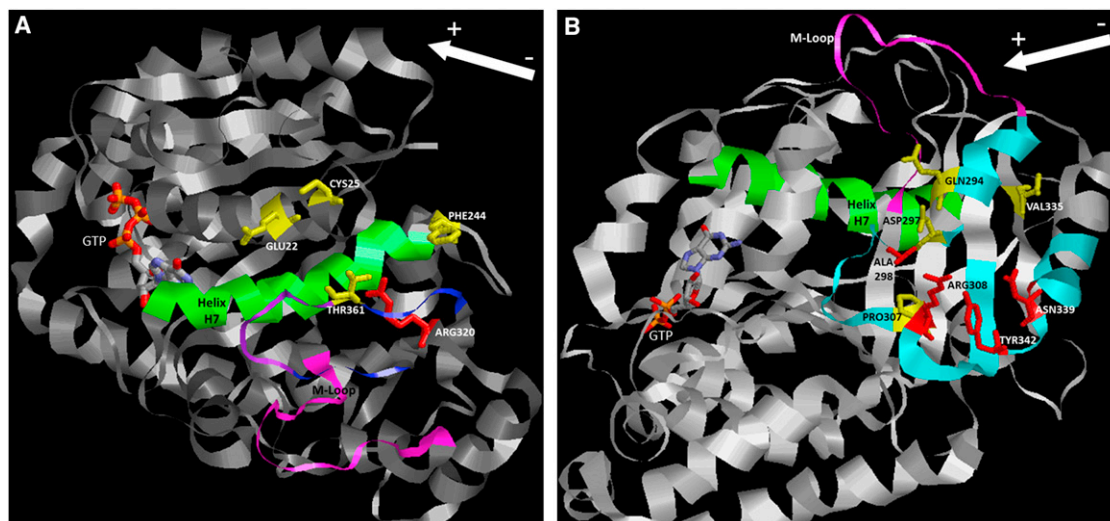 A
+
-
CYS25
GLU22
PHE244
GTP
Helix
H7
THR361
ARG320
M-Loop
B
M-Loop
-
+
GLN294
Helix
H7
ASP297
VAL335
ALA
298
ARG308
ASN339
PRO307
TYR342
GTP